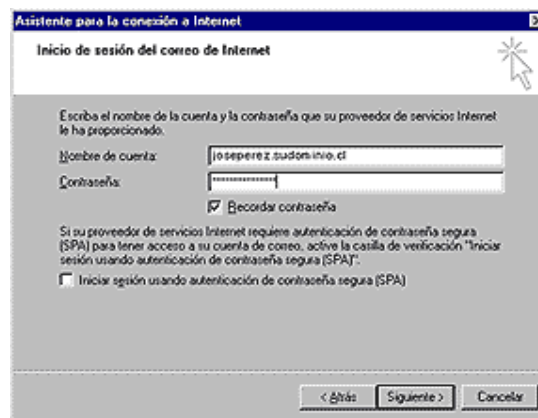 Asistente para la conexión a Internet
Inicio de sesión del correo de Internet
Escriba el nombre de la cuenta y la contraseña que su proveedor de servicios Internet
le ha proporcionado.
Nombre de cuenta: joseperez.sudominio.cl
Contraseña: ****************
Recordar contraseña
Si su proveedor de servicios Internet requiere autenticación de contraseña segura
(SPA) para tener acceso a su cuenta de correo, active la casilla de verificación "Iniciar
sesión usando autenticación de contraseña segura (SPA)".
Iniciar sesión usando autenticación de contraseña segura (SPA)
< Atrás Siguiente > Cancelar